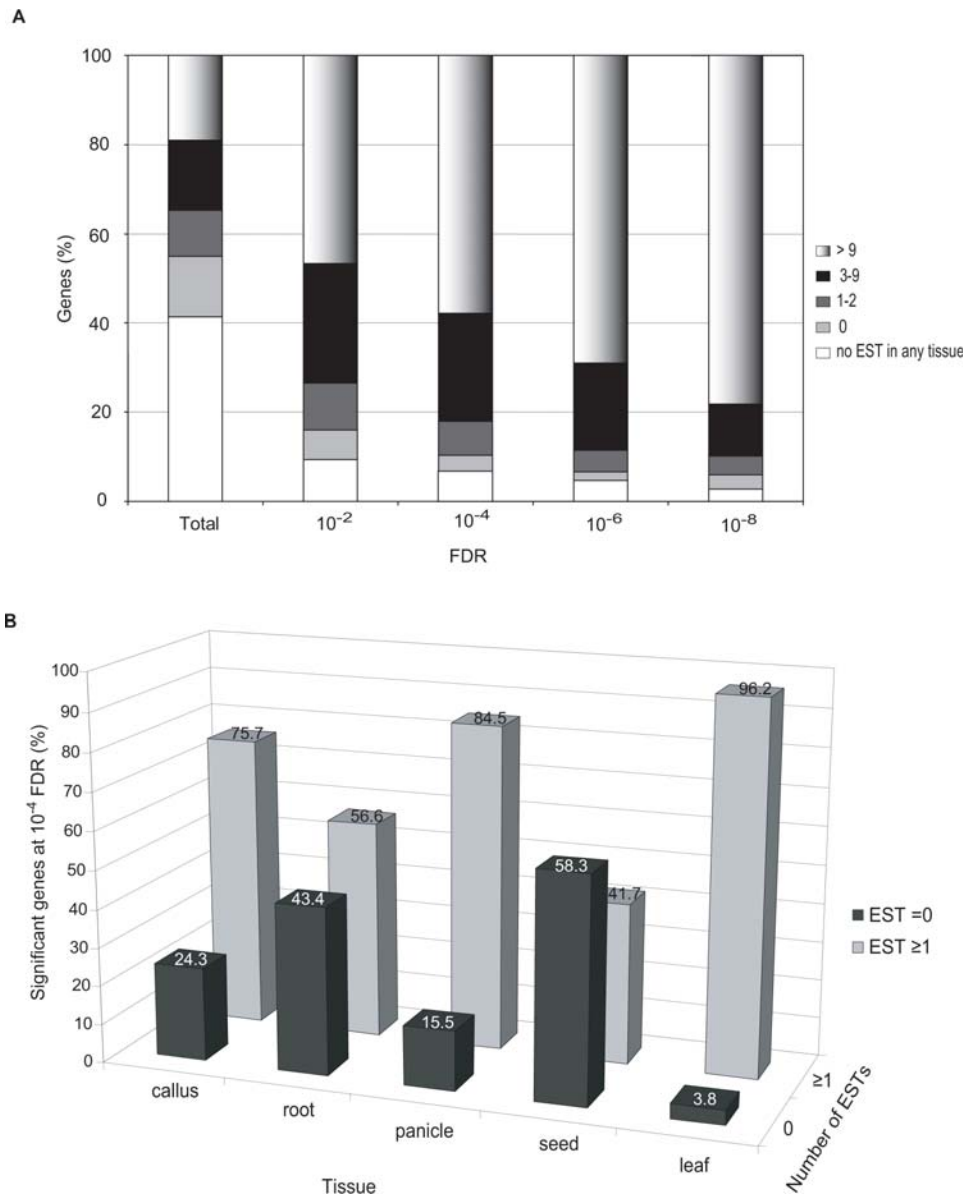 A
100
80
60
40
20
0
Genes (%)
Total
10⁻²
10⁻⁴
10⁻⁶
10⁻⁸
FDR
> 9
3-9
1-2
0
no EST in any tissue
B
100
90
80
70
60
50
40
30
20
10
0
Significant genes at 10⁻⁴ FDR (%)
75.7
56.6
84.5
41.7
96.2
24.3
43.4
15.5
58.3
3.8
callus
root
panicle
seed
leaf
Tissue
0
≥1
Number of ESTs
EST =0
EST ≥1